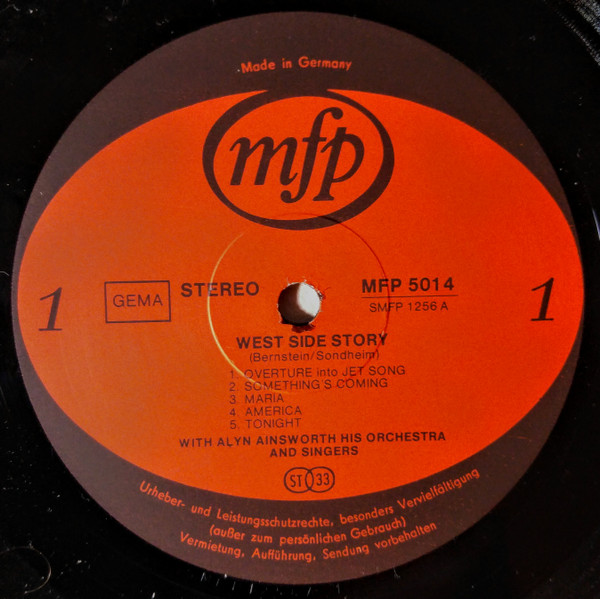 Made in Germany
mfp
1
GEMA
STEREO
MFP 5014
SMFP 1256 A
1
WEST SIDE STORY
(Bernstein/Sondheim)
1. OVERTURE into JET SONG
2. SOMETHING'S COMING
3. MARIA
4. AMERICA
5. TONIGHT
WITH ALYN AINSWORTH HIS ORCHESTRA
AND SINGERS
ST 33
Urheber- und Leistungsschutzrechte, besonders Vervielfältigung
(außer zum persönlichen Gebrauch)
Vermietung, Aufführung, Sendung vorbehalten